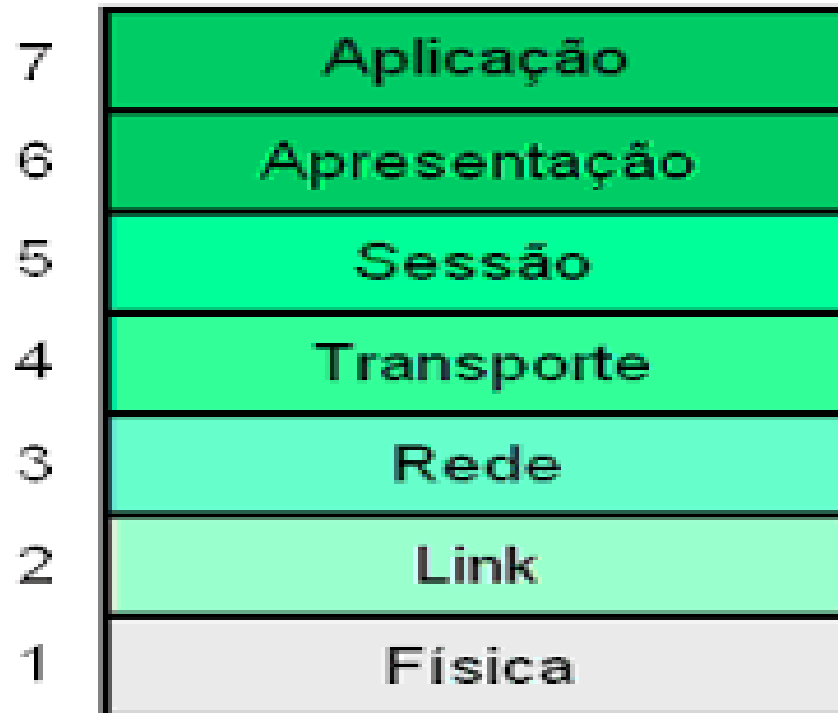 7 Aplicação
6 Apresentação
5 Sessão
4 Transporte
3 Rede
2 Link
1 Física